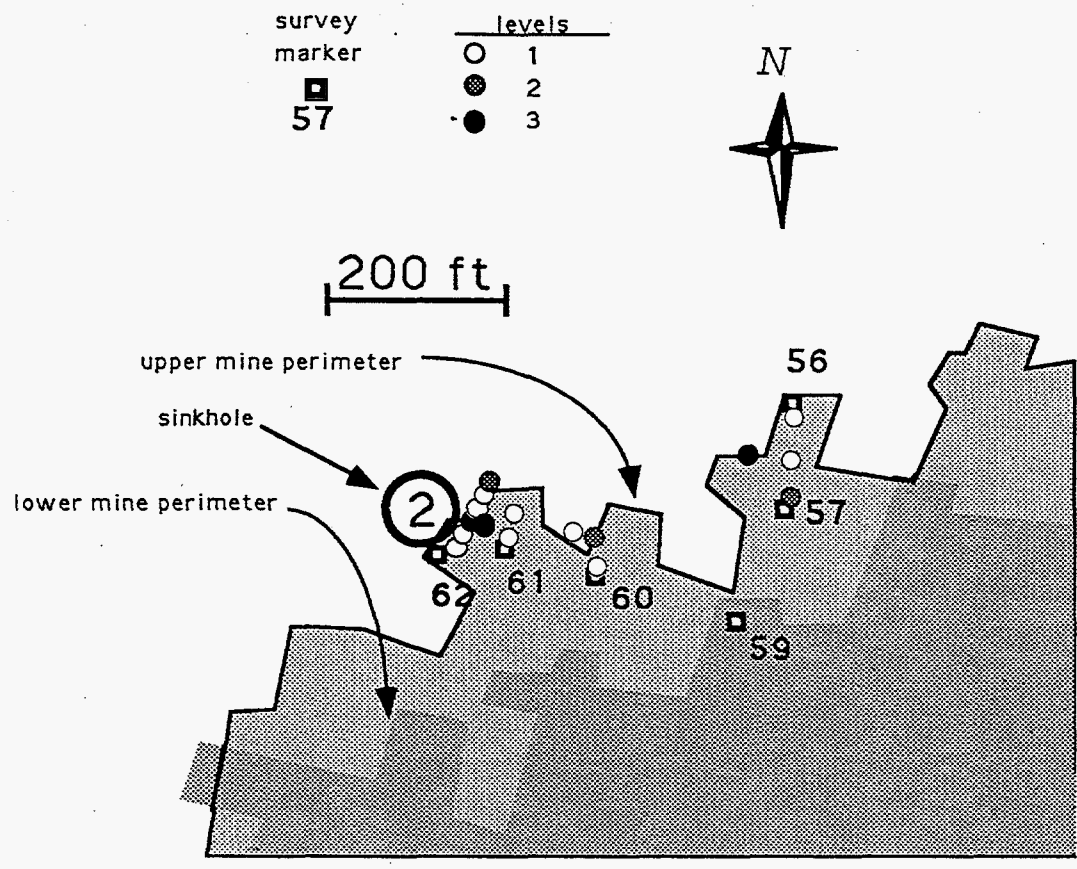 survey
marker
57
levels
1
2
3
N
200 ft
upper mine perimeter
sinkhole
lower mine perimeter
2
56
57
62
61
60
59